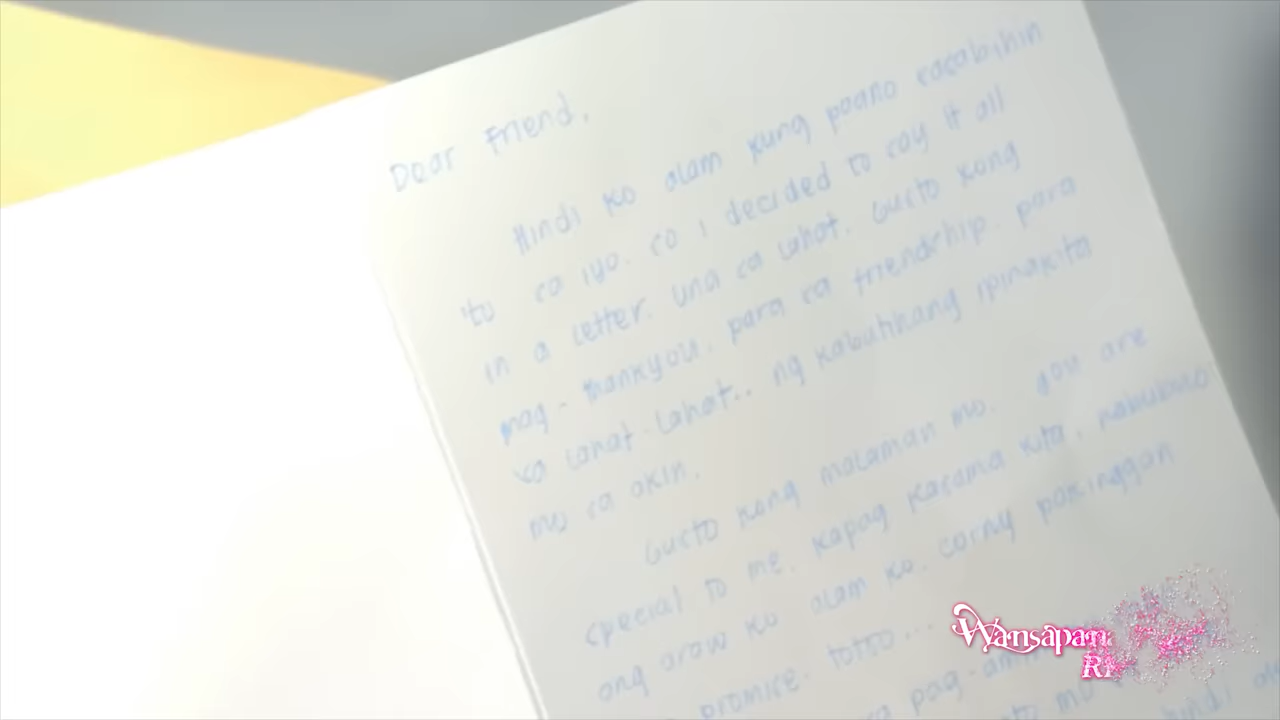 Dear Friend,
Hindi ko alam kung paano sasabihin
'to sa iyo. so i decided to say it all
in a letter. una sa lahat. Gusto kong
mag-thankyou. para sa friendship. para
sa lahat-lahat.. ng kabutihang ipinakita
mo sa akin.
Gusto kong malaman mo. you are
special to me. kapag kasama kita, nabubuo
ang araw ko. alam ko. corny pakinggan
promise. totoo...
hindi
Wansapan